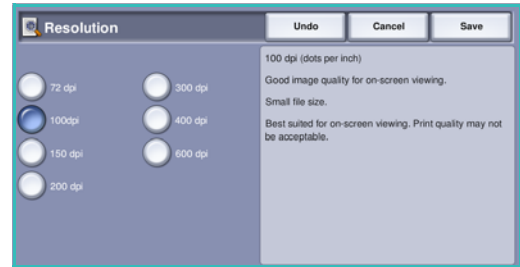 Resolution
Undo
Cancel
Save
72 dpi
100dpi
150 dpi
200 dpi
300 dpi
400 dpi
600 dpi
100 dpi (dots per inch)
Good image quality for on-screen viewing.
Small file size.
Best suited for on-screen viewing. Print quality may not
be acceptable.